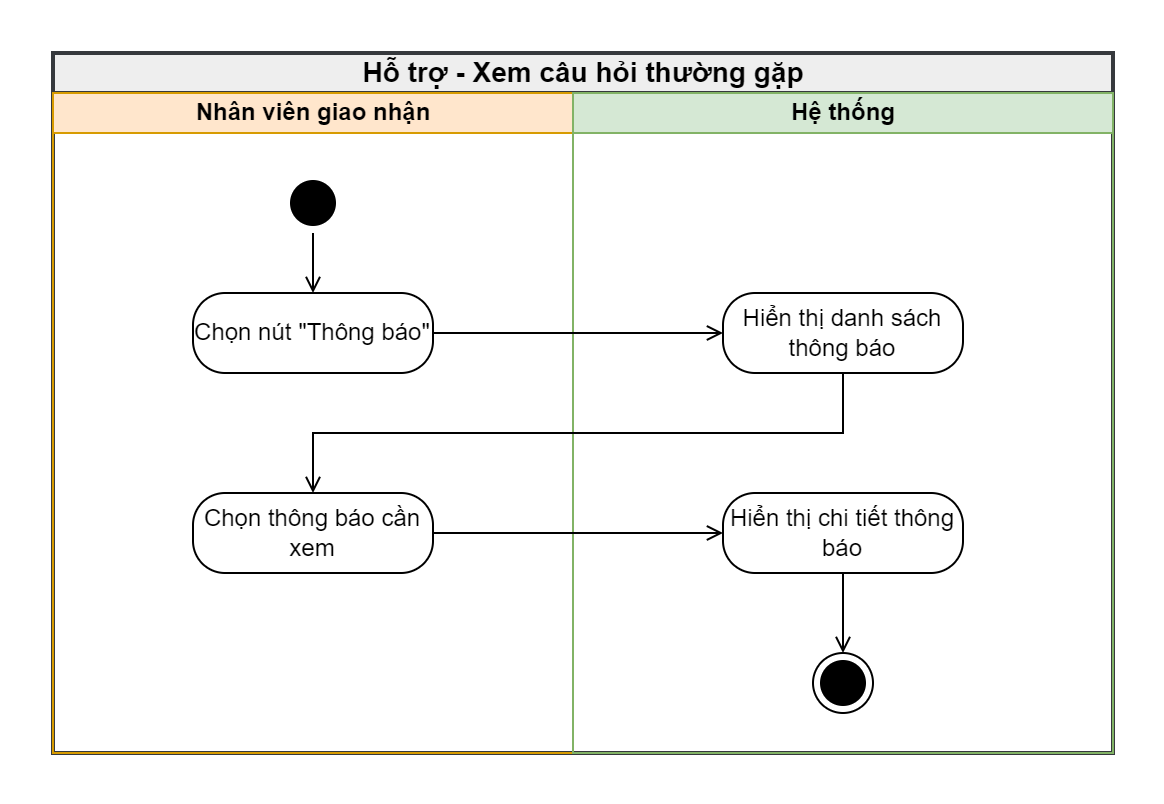 Hỗ trợ - Xem câu hỏi thường gặp
Nhân viên giao nhận
Hệ thống
Chọn nút "Thông báo"
Hiển thị danh sách
thông báo
Chọn thông báo cần
xem
Hiển thị chi tiết thông
báo